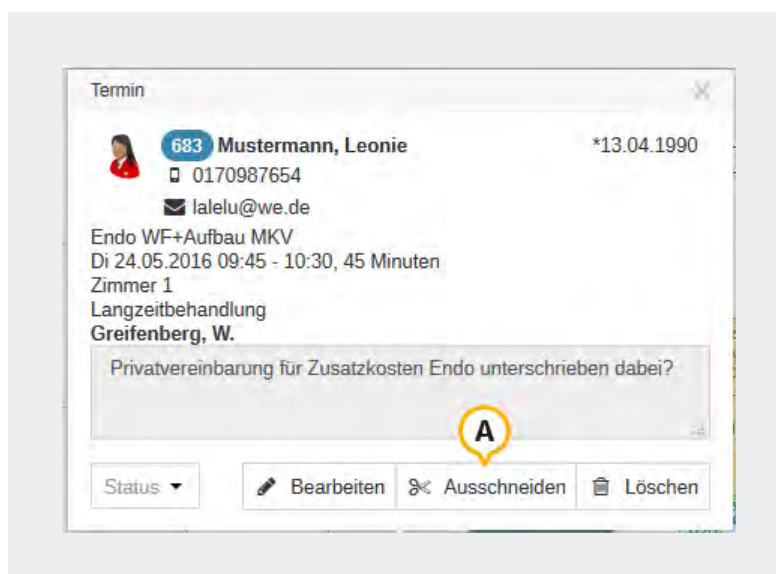 Termin
683 Mustermann, Leonie *13.04.1990
0170987654
lalelu@we.de
Endo WF+Aufbau MKV
Di 24.05.2016 09:45 - 10:30, 45 Minuten
Zimmer 1
Langzeitbehandlung
Greifenberg, W.
Privatvereinbarung für Zusatzkosten Endo unterschrieben dabei?
A
Status Bearbeiten Ausschneiden Löschen